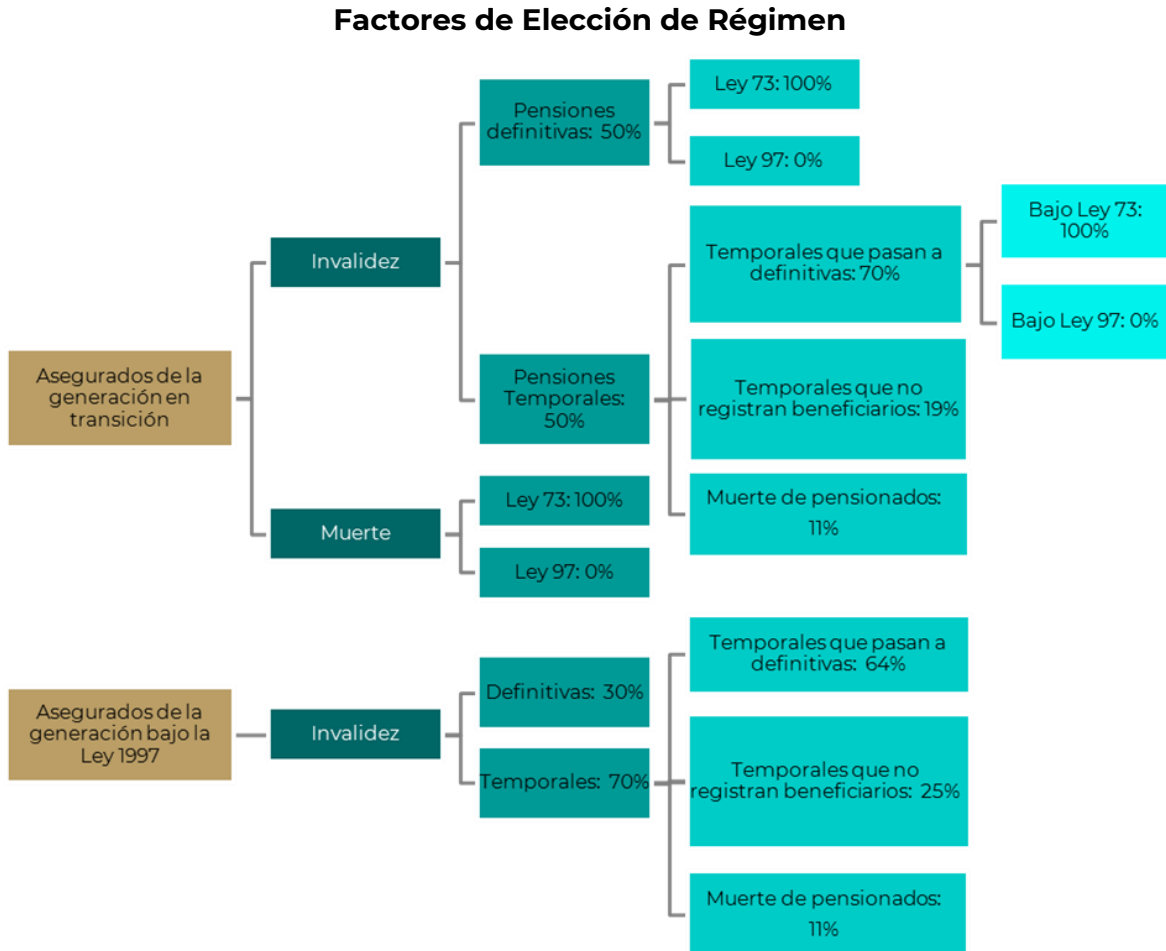 Factores de Elección de Régimen
Asegurados de la
generación en
transición
Invalidez
Pensiones
definitivas: 50%
Ley 73: 100%
Ley 97: 0%
Pensiones
Temporales:
50%
Temporales que pasan a
definitivas: 70%
Bajo Ley 73:
100%
Bajo Ley 97: 0%
Temporales que no
registran beneficiarios: 19%
Muerte de pensionados:
11%
Muerte
Ley 73: 100%
Ley 97: 0%
Asegurados de la
generación bajo la
Ley 1997
Invalidez
Definitivas: 30%
Temporales: 70%
Temporales que pasan a
definitivas: 64%
Temporales que no
registran beneficiarios: 25%
Muerte de pensionados:
11%